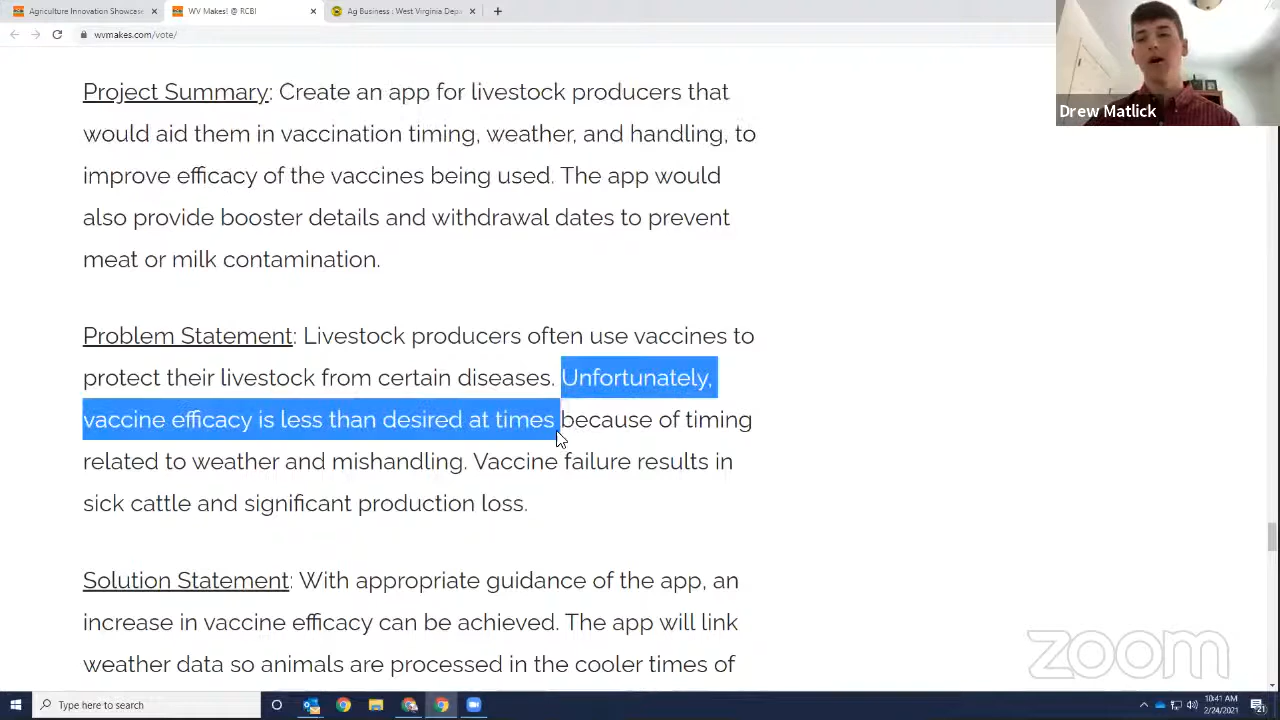 Agriculture Innovation Showcase
WV Makes! @ RCBI
Ag Business : West Virginia Depa
wvmakes.com/vote/
Drew Matlick
Project Summary: Create an app for livestock producers that
would aid them in vaccination timing, weather, and handling, to
improve efficacy of the vaccines being used. The app would
also provide booster details and withdrawal dates to prevent
meat or milk contamination.
Problem Statement: Livestock producers often use vaccines to
protect their livestock from certain diseases. Unfortunately,
vaccine efficacy is less than desired at times because of timing
related to weather and mishandling. Vaccine failure results in
sick cattle and significant production loss.
Solution Statement: With appropriate guidance of the app, an
increase in vaccine efficacy can be achieved. The app will link
weather data so animals are processed in the cooler times of
zoom
Type here to search
10:41 AM
2/24/2021